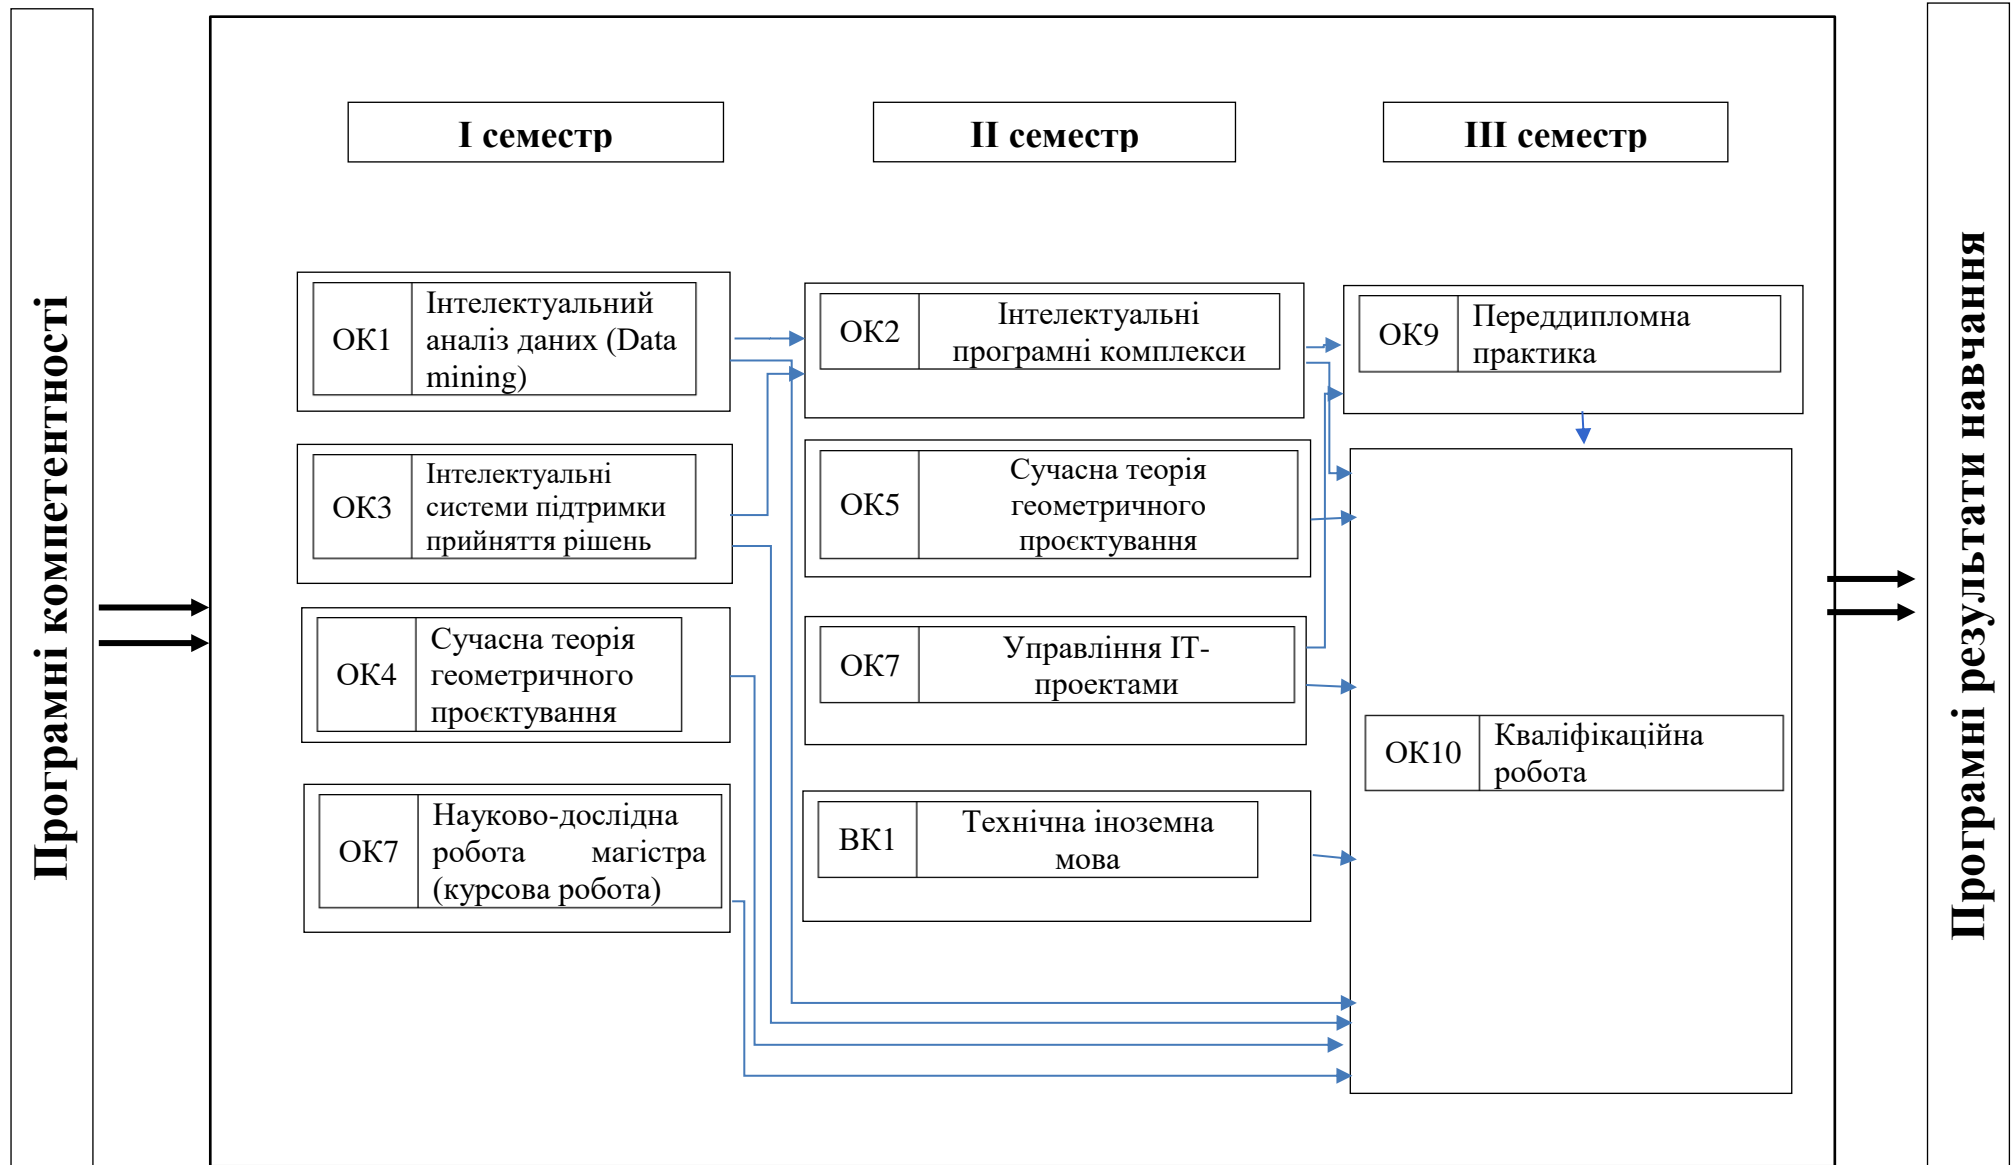 Програмні компетентності
І семестр
ІІ семестр
ІІІ семестр
ОК1
Інтелектуальний
аналіз даних (Data
mining)
ОК3
Інтелектуальні
системи підтримки
прийняття рішень
ОК4
Сучасна теорія
геометричного
проєктування
ОК7
Науково-дослідна
робота магістра
(курсова робота)
ОК2
Інтелектуальні
програмні комплекси
ОК5
Сучасна теорія
геометричного
проєктування
ОК7
Управління ІТ-
проектами
ВК1
Технічна іноземна
мова
ОК9
Переддипломна
практика
ОК10
Кваліфікаційна
робота
Програмні результати навчання